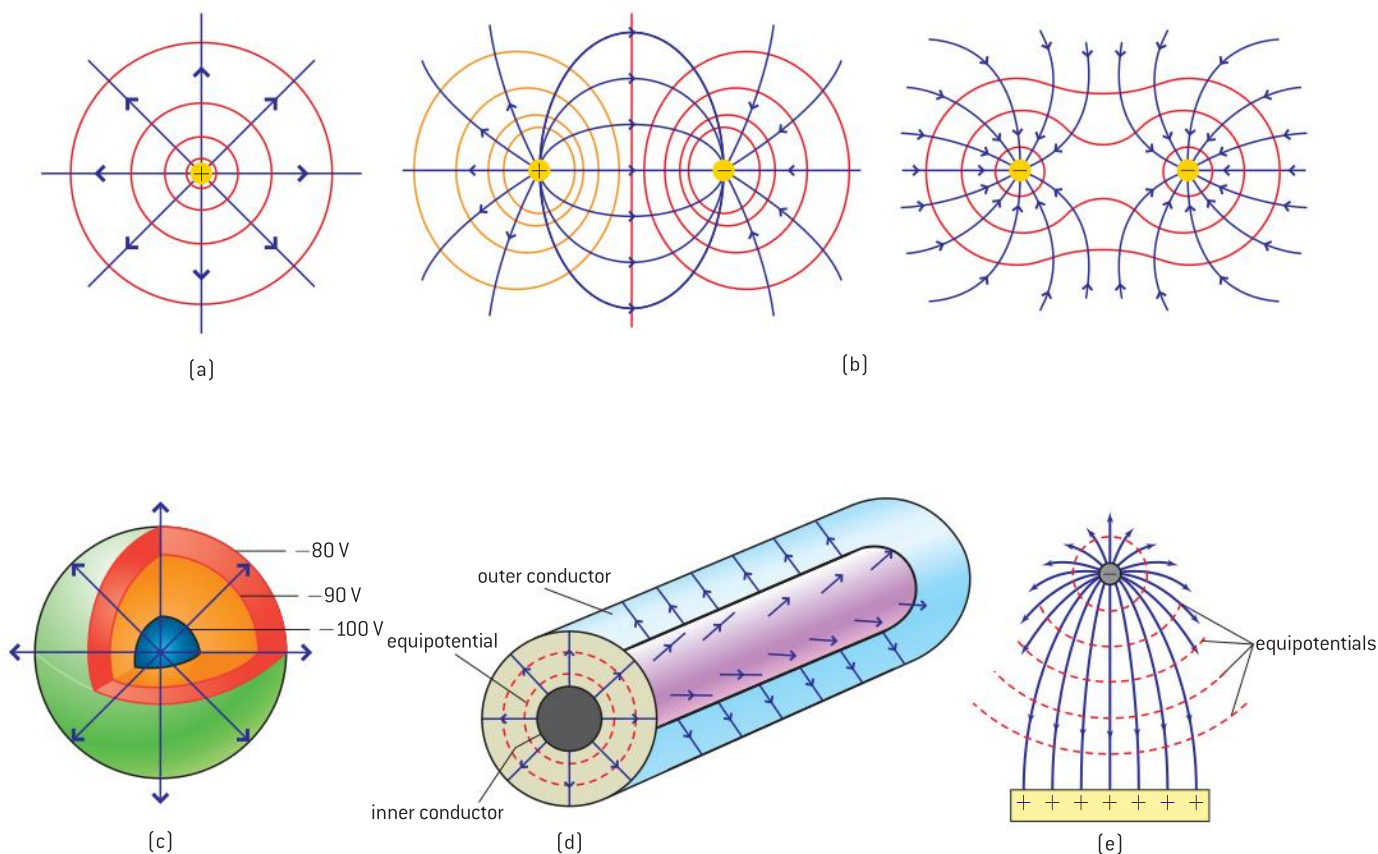 +
+
−
−
−
(a)
(b)
−80 V
−90 V
−100 V
outer conductor
equipotential
inner conductor
−
equipotentials
+ + + + + + +
(c)
(d)
(e)